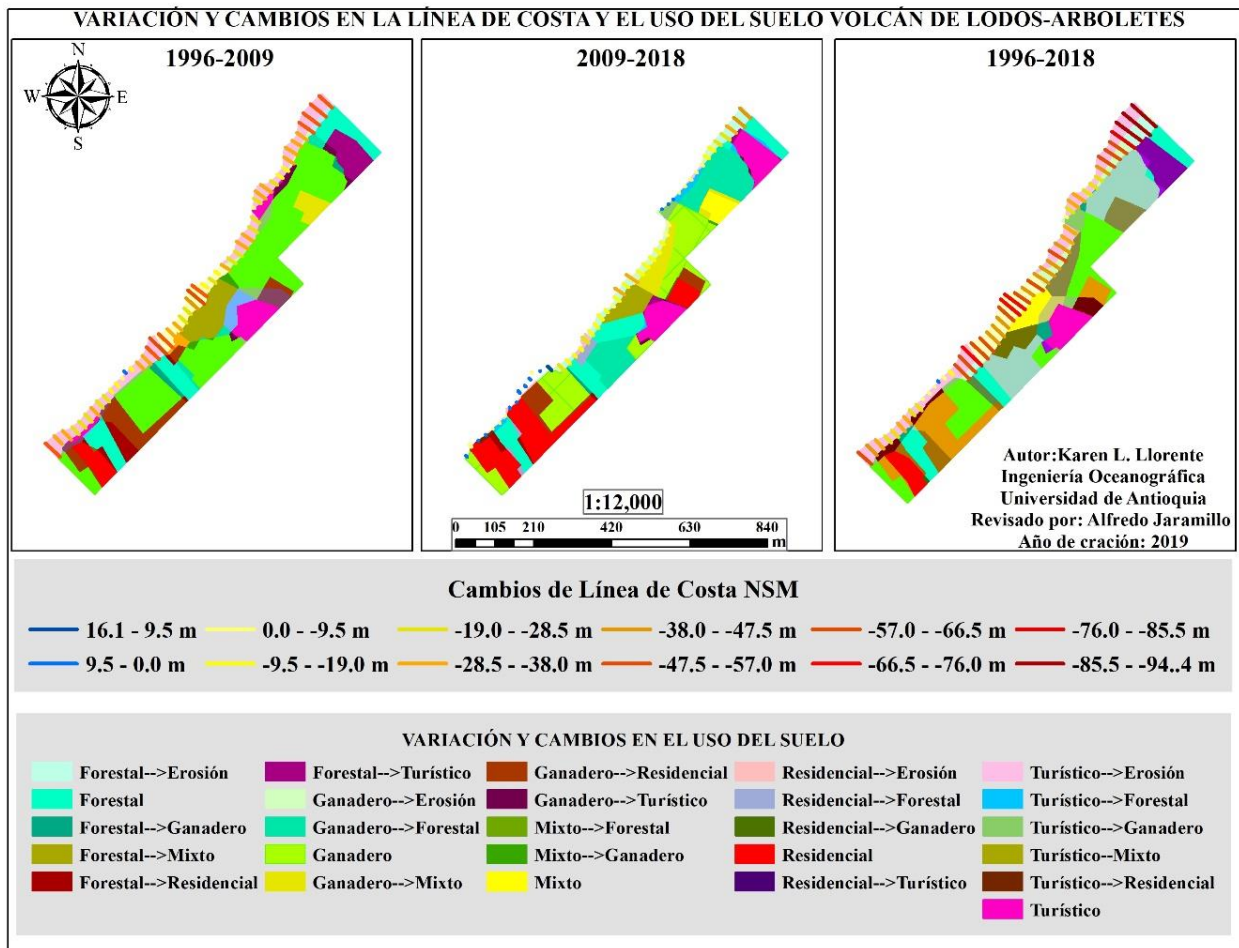 VARIACIÓN Y CAMBIOS EN LA LÍNEA DE COSTA Y EL USO DEL SUELO VOLCÁN DE LODOS-ARBOLETES
1996-2009
N
W E
S
2009-2018
1:12,000
0 105 210 420 630 840
m
1996-2018
Autor:Karen L. Llorente
Ingeniería Oceanográfica
Universidad de Antioquia
Revisado por: Alfredo Jaramillo
Año de cración: 2019
Cambios de Línea de Costa NSM
16.1 - 9.5 m 0.0 - -9.5 m -19.0 - -28.5 m -38.0 - -47.5 m -57.0 - -66.5 m -76.0 - -85.5 m
9.5 - 0.0 m -9.5 - -19.0 m -28.5 - -38.0 m -47.5 - -57.0 m -66.5 - -76.0 m -85.5 - -94..4 m
VARIACIÓN Y CAMBIOS EN EL USO DEL SUELO
Forestal-->Erosión Forestal-->Turístico Ganadero-->Residencial Residencial-->Erosión Turístico-->Erosión
Forestal Ganadero-->Erosión Ganadero-->Turístico Residencial-->Forestal Turístico-->Forestal
Forestal-->Ganadero Ganadero-->Forestal Mixto-->Forestal Residencial-->Ganadero Turístico-->Ganadero
Forestal-->Mixto Ganadero Mixto-->Ganadero Residencial Turístico--Mixto
Forestal-->Residencial Ganadero-->Mixto Mixto Residencial-->Turístico Turístico-->Residencial
Turístico